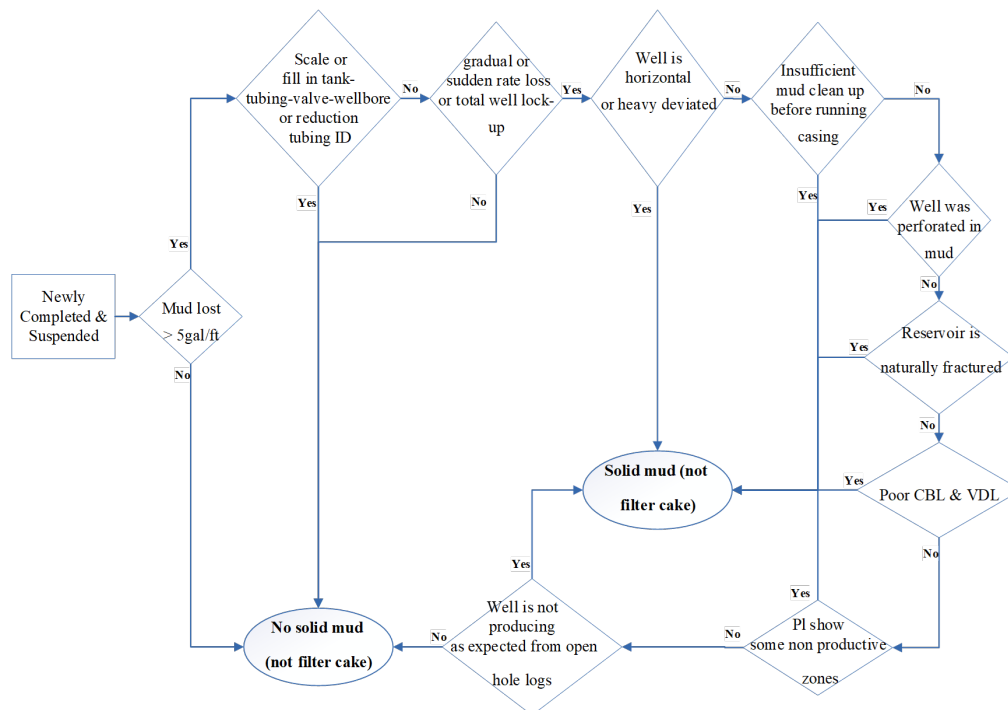 Scale or
fill in tank-
tubing-valve-wellbore
or reduction
tubing ID
No
gradual or
sudden rate loss
or total well lock-
up
Yes
Well is
horizontal
or heavy deviated
No
Insufficient
mud clean up
before running
casing
No
Yes
No
Yes
Yes
Yes
Well was
perforated in
mud
Yes
No
Newly
Completed &
Suspended
Mud lost
> 5gal/ft
No
Yes
Reservoir is
naturally fractured
No
Solid mud (not
filter cake)
Yes
Poor CBL & VDL
No
Yes
Yes
No solid mud
(not filter cake)
No
Well is not
producing
as expected from open
hole logs
No
Pl show
some non productive
zones